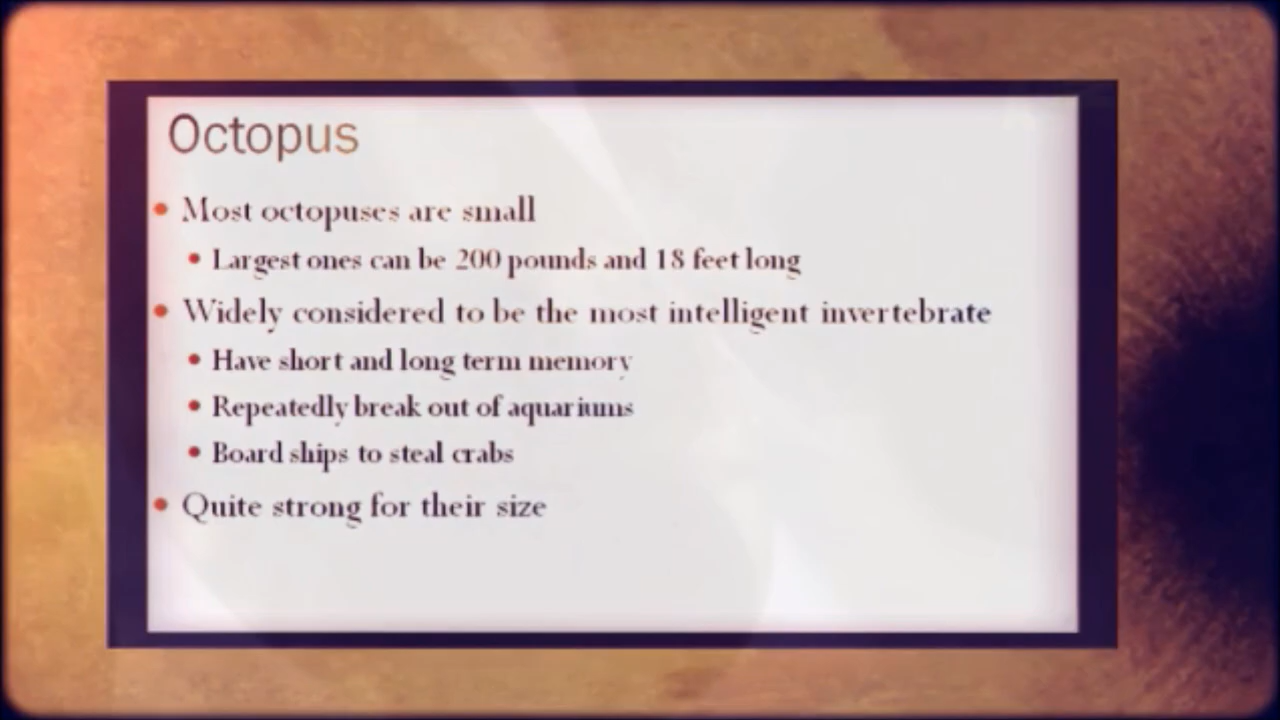 Octopus
• Most octopuses are small
• Largest ones can be 200 pounds and 18 feet long
• Widely considered to be the most intelligent invertebrate
• Have short and long term memory
• Repeatedly break out of aquariums
• Board ships to steal crabs
• Quite strong for their size